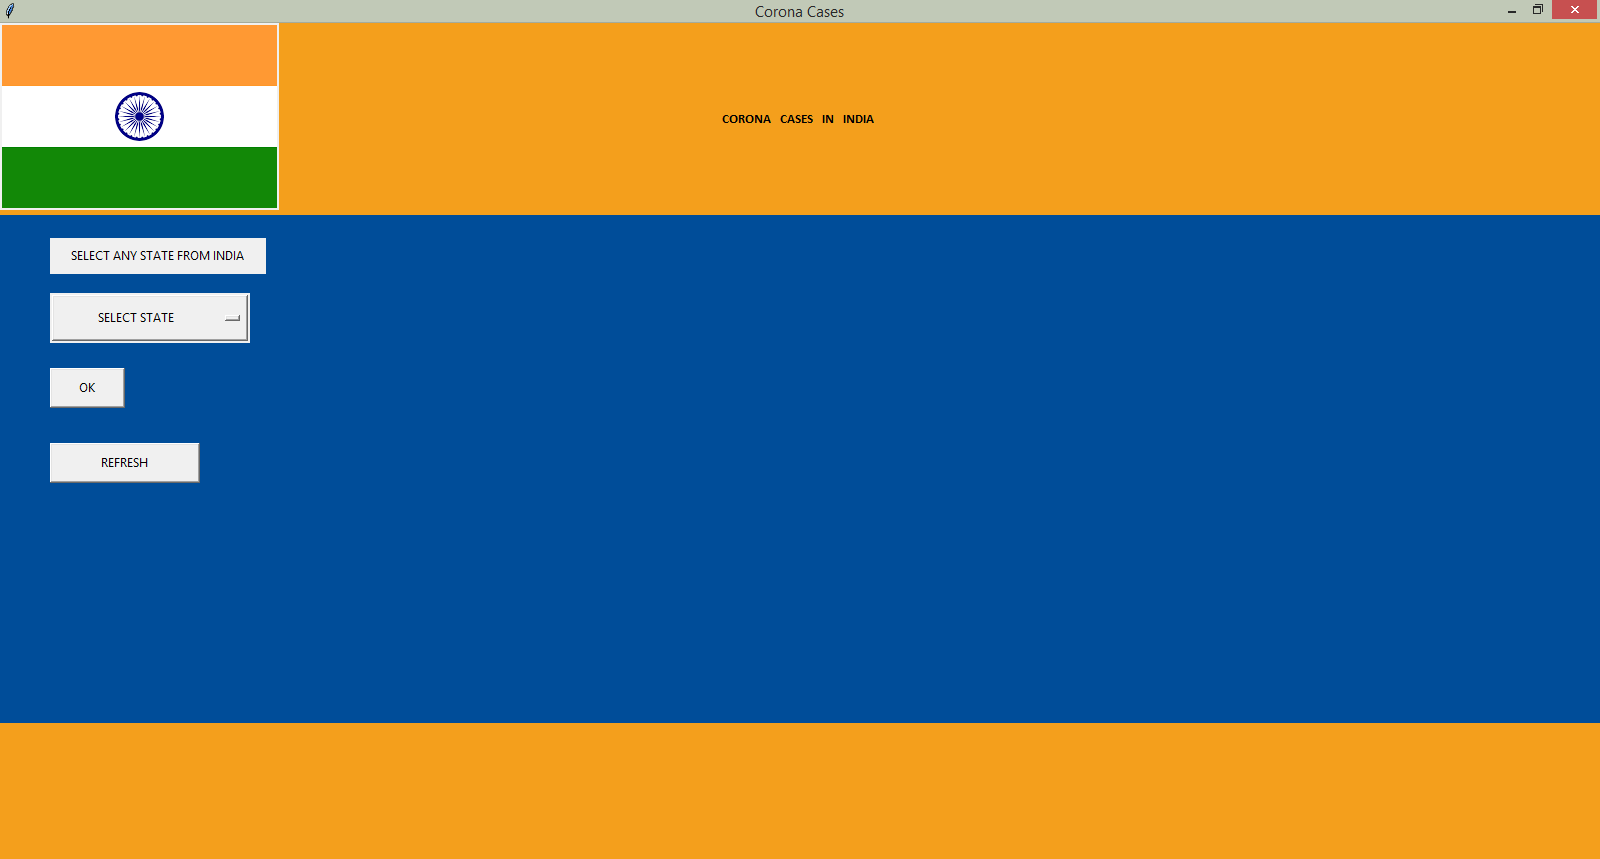 Corona Cases
CORONA CASES IN INDIA
SELECT ANY STATE FROM INDIA
SELECT STATE
OK
REFRESH